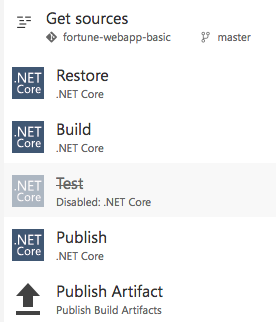 Get sources
fortune-webapp-basic master
.NET Core Restore
.NET Core
.NET Core Build
.NET Core
.NET Core Test
Disabled: .NET Core
.NET Core Publish
.NET Core
Publish Artifact
Publish Build Artifacts